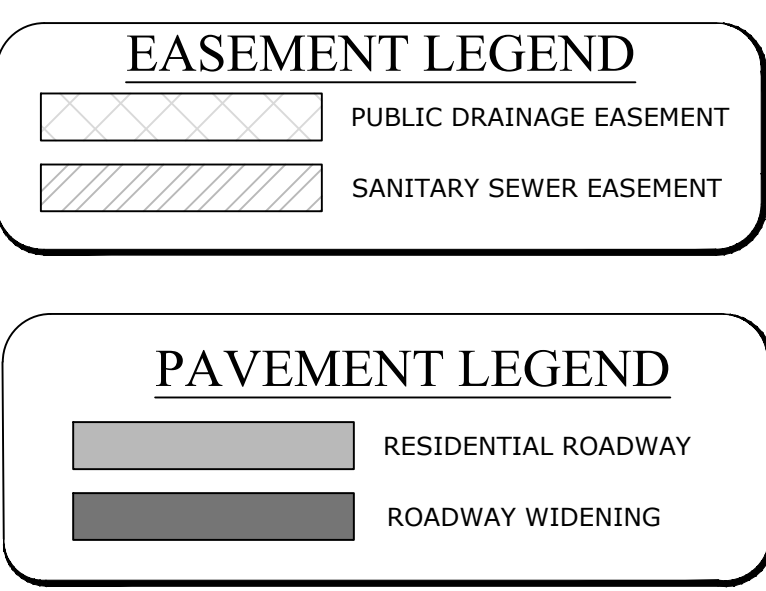 EASEMENT LEGEND
PUBLIC DRAINAGE EASEMENT
SANITARY SEWER EASEMENT
PAVEMENT LEGEND
RESIDENTIAL ROADWAY
ROADWAY WIDENING